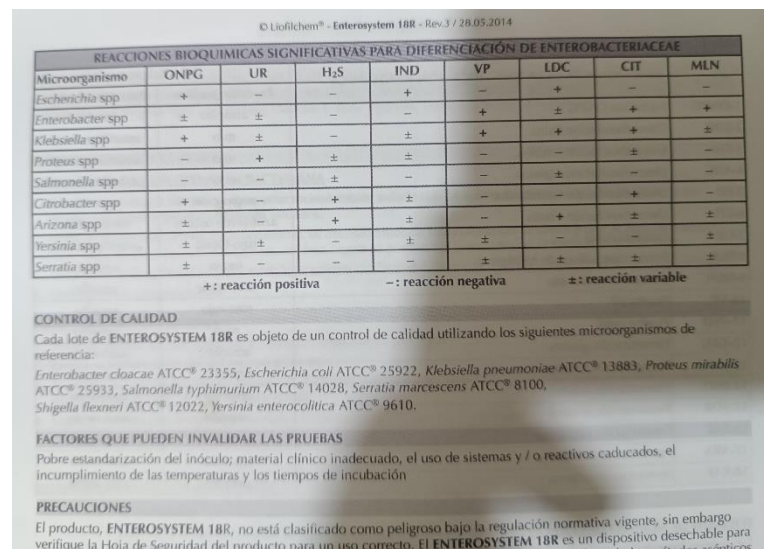 © Liofilchem® - Enterosystem 18R - Rev.3 / 28.05.2014
REACCIONES BIOQUIMICAS SIGNIFICATIVAS PARA DIFERENCIACIÓN DE ENTEROBACTERIACEAE
Microorganismo ONPG UR H₂S IND VP LDC CIT MLN
Escherichia spp + − − + − + − −
Enterobacter spp ± ± − − + ± + +
Klebsiella spp + ± − ± + + + ±
Proteus spp − + ± ± − − ± −
Salmonella spp − − ± − − ± − −
Citrobacter spp + − + ± − − + −
Arizona spp ± − + ± − + ± ±
Yersinia spp ± ± − ± ± − − ±
Serratia spp ± − − − ± ± ± ±
+ : reacción positiva − : reacción negativa ± : reacción variable
CONTROL DE CALIDAD
Cada lote de ENTEROSYSTEM 18R es objeto de un control de calidad utilizando los siguientes microorganismos de
referencia:
Enterobacter cloacae ATCC® 23355, Escherichia coli ATCC® 25922, Klebsiella pneumoniae ATCC® 13883, Proteus mirabilis
ATCC® 25933, Salmonella typhimurium ATCC® 14028, Serratia marcescens ATCC® 8100,
Shigella flexneri ATCC® 12022, Yersinia enterocolitica ATCC® 9610.
FACTORES QUE PUEDEN INVALIDAR LAS PRUEBAS
Pobre estandarización del inóculo; material clínico inadecuado, el uso de sistemas y / o reactivos caducados, el
incumplimiento de las temperaturas y los tiempos de incubación
PRECAUCIONES
El producto, ENTEROSYSTEM 18R, no está clasificado como peligroso bajo la regulación normativa vigente, sin embargo
verifique la Hoja de Seguridad del producto para un uso correcto. El ENTEROSYSTEM 18R es un dispositivo desechable para